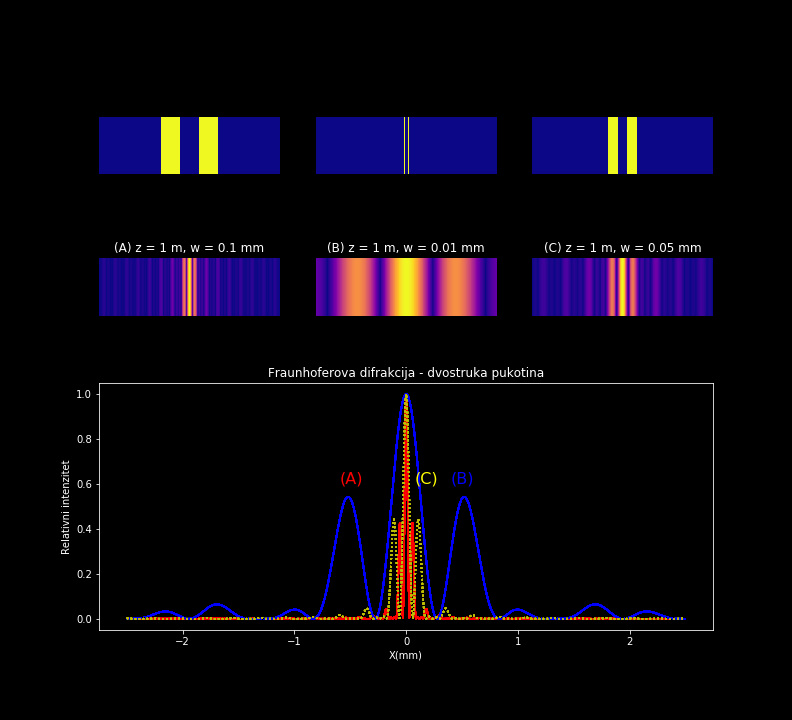 (A) z = 1 m, w = 0.1 mm
(B) z = 1 m, w = 0.01 mm
(C) z = 1 m, w = 0.05 mm
Fraunhoferova difrakcija - dvostruka pukotina
Relativni intenzitet
1.0
0.8
0.6
0.4
0.2
0.0
(A)
(C)
(B)
−2
−1
0
1
2
X(mm)